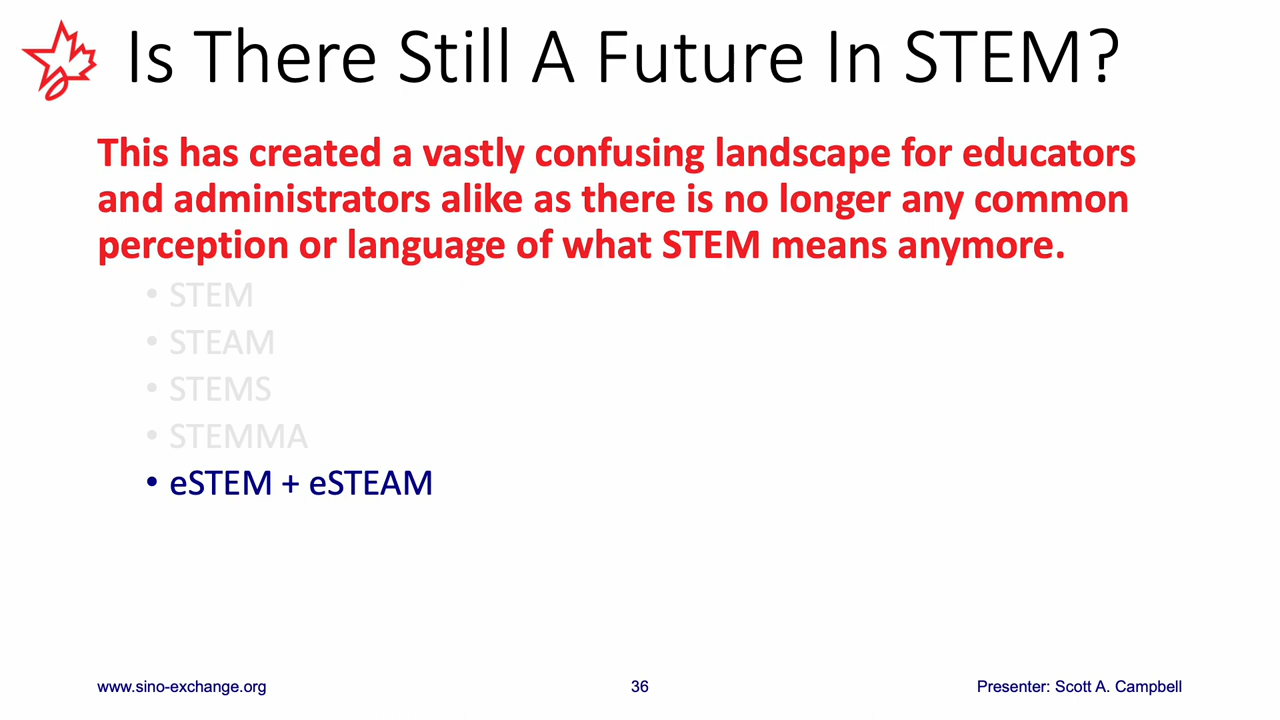 Is There Still A Future In STEM?
This has created a vastly confusing landscape for educators
and administrators alike as there is no longer any common
perception or language of what STEM means anymore.
• STEM
• STEAM
• STEMS
• STEMMA
• eSTEM + eSTEAM
www.sino-exchange.org
36
Presenter: Scott A. Campbell